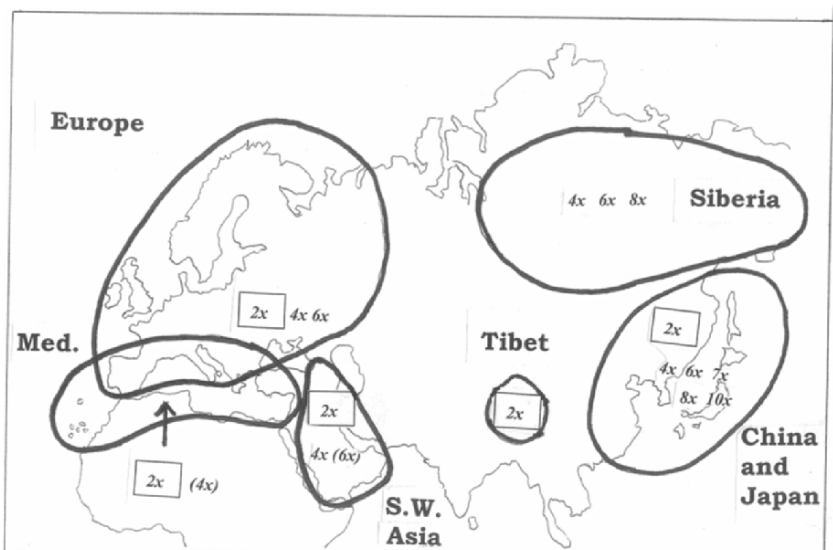 Europe
4x 6x 8x
Siberia
2x 4x 6x
2x
Med.
Tibet
4x 6x 7x
2x
2x
8x 10x
4x (6x)
China
and
Japan
2x (4x)
S.W.
Asia